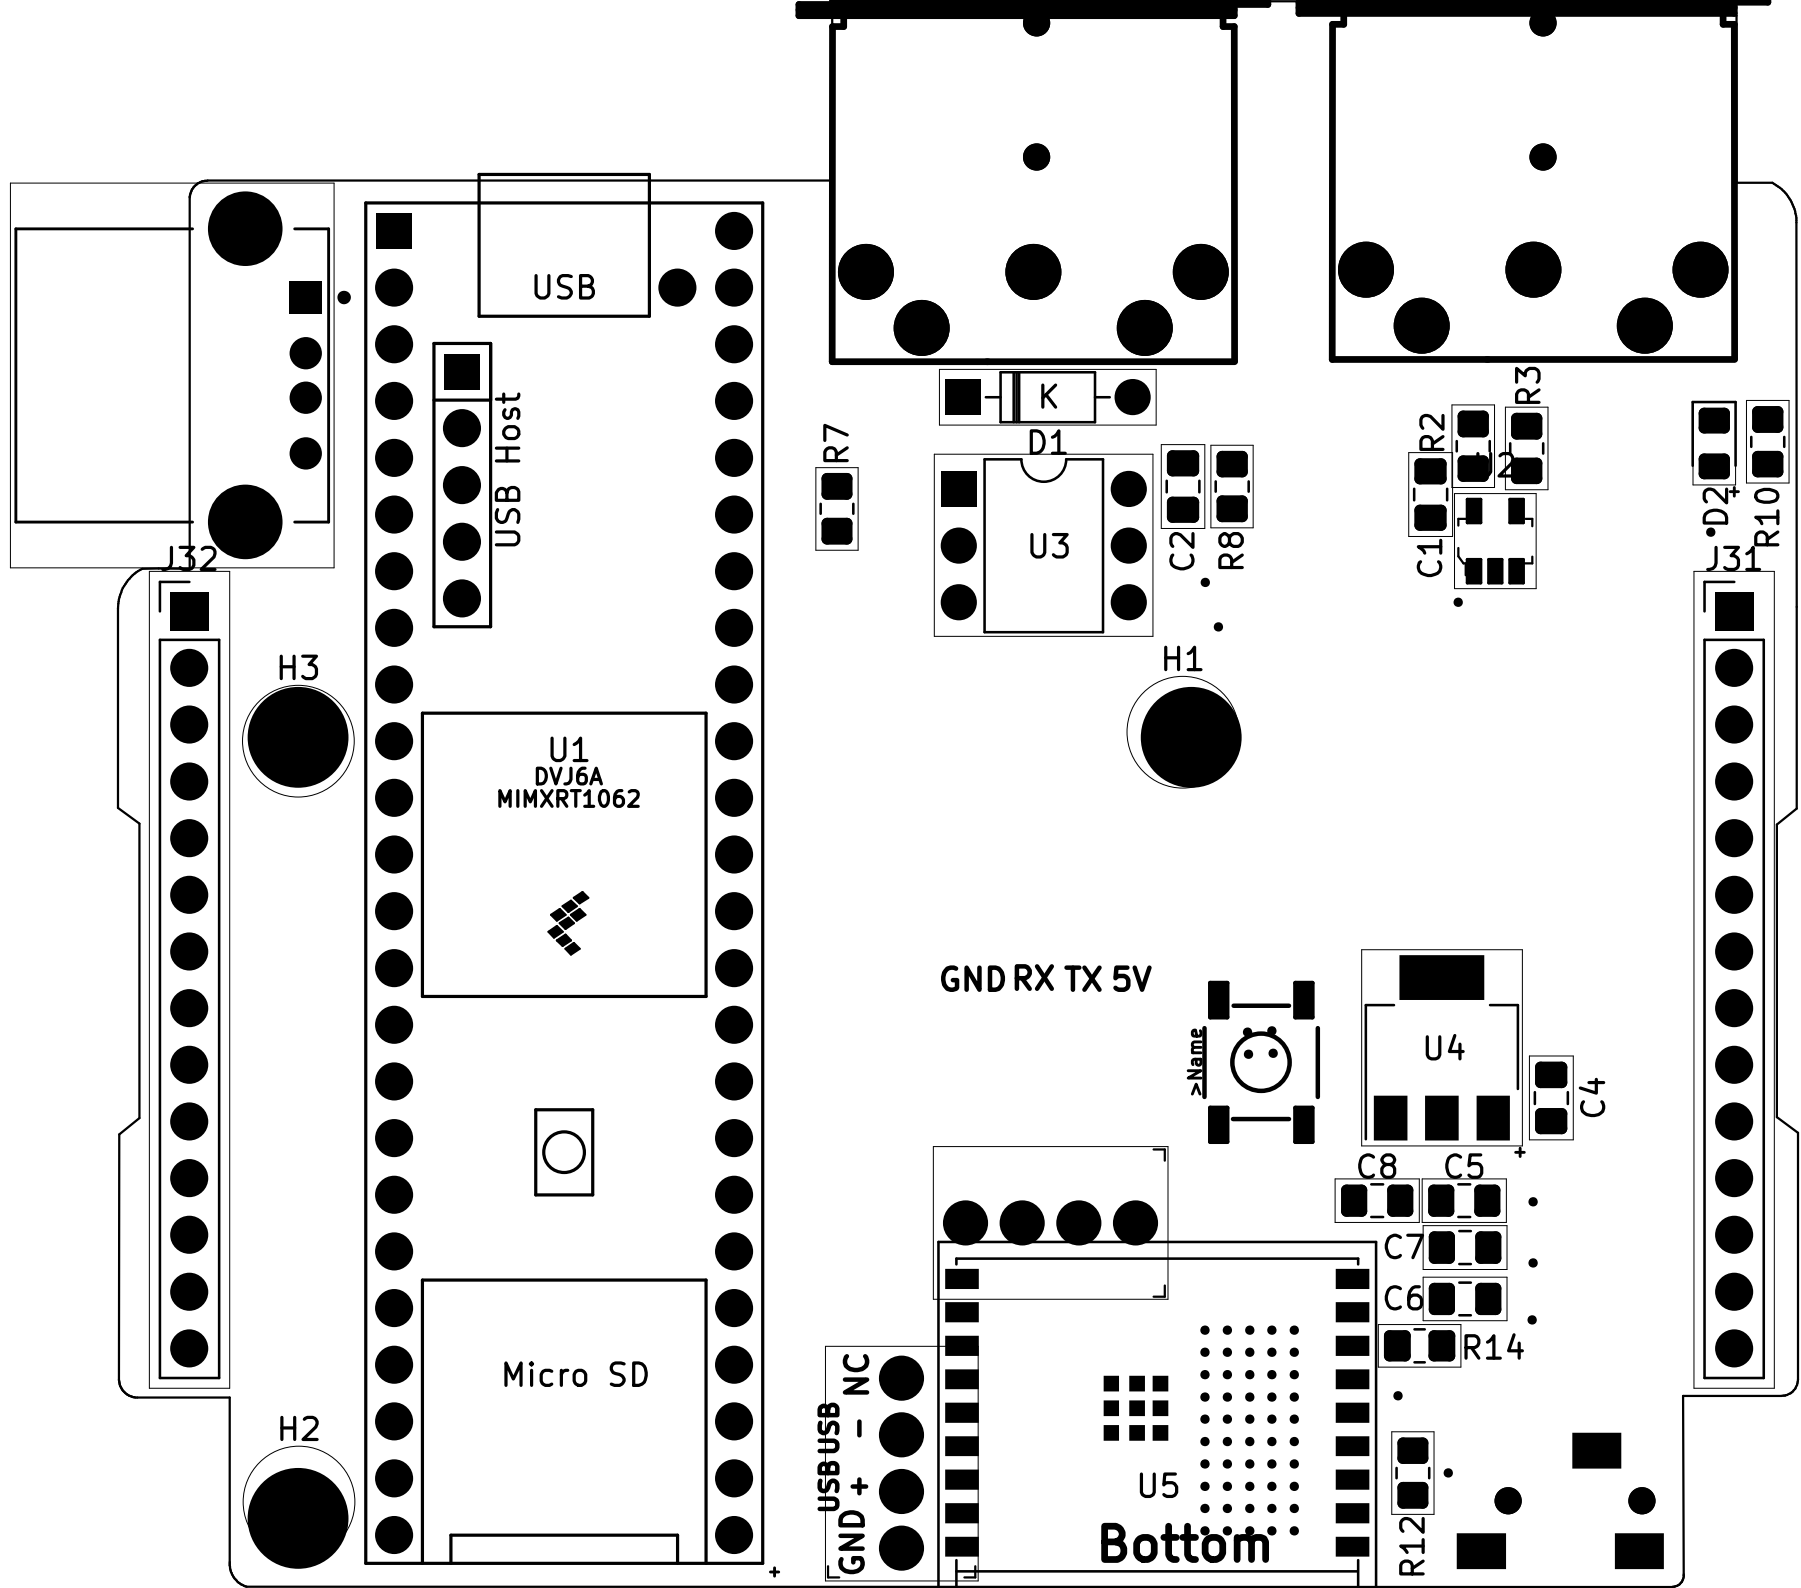 USB
USB Host
K
D1
R7
U3
C2
R8
R2
R3
C1
D2
+
R10
J32
J31
H3
H1
U1
DVJ6A
MIMXRT1062
GND RX TX 5V
>Name
U4
C4
+
C8
C5
C7
C6
R14
Micro SD
NC
USB -
USB +
GND
U5
Bottom
H2
R12
+